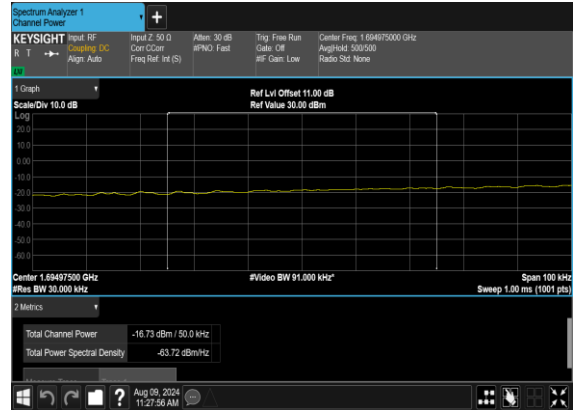 Spectrum Analyzer 1
Channel Power
KEYSIGHT
R T
LM
Input: RF
Coupling: DC
Align: Auto
Input Z: 50 Ω
Corr CCorr
Freq Ref: Int (S)
Atten: 30 dB
#PNO: Fast
Trig: Free Run
Gate: Off
#IF Gain: Low
Center Freq: 1.694975000 GHz
Avg|Hold: 500/500
Radio Std: None
1 Graph
Scale/Div 10.0 dB
Ref Lvl Offset 11.00 dB
Ref Value 30.00 dBm
Log
20.0
10.0
0.00
-10.0
-20.0
-30.0
-40.0
-50.0
-60.0
Center 1.69497500 GHz
#Video BW 91.000 kHz*
Span 100 kHz
#Res BW 30.000 kHz
Sweep 1.00 ms (1001 pts)
2 Metrics
Total Channel Power -16.73 dBm / 50.0 kHz
Total Power Spectral Density -63.72 dBm/Hz
?
Aug 09, 2024
11:27:56 AM